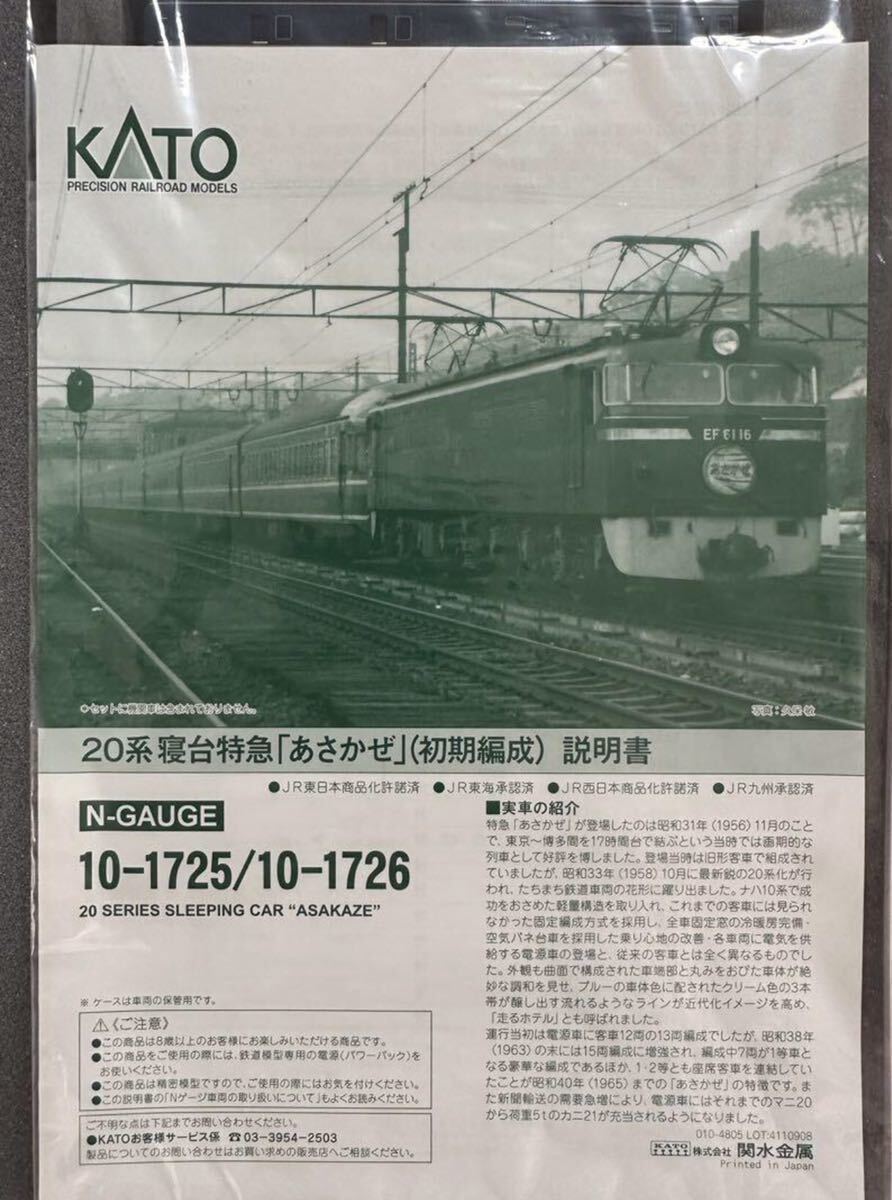 KATO
PRECISION RAILROAD MODELS
EF 61 16
あさかぜ
*セットに機関車は含まれておりません。
写真：久保 敏
20系 寝台特急「あさかぜ」(初期編成) 説明書
●JR東日本商品化許諾済 ●JR東海承認済 ●JR西日本商品化許諾済 ●JR九州承認済
N-GAUGE
10-1725/10-1726
20 SERIES SLEEPING CAR “ASAKAZE”
■実車の紹介
特急「あさかぜ」が登場したのは昭和31年（1956）11月のこと
で、東京〜博多間を17時間台で結ぶという当時では画期的な
列車として好評を博しました。登場当時は旧形客車で組成され
ていましたが、昭和33年（1958）10月に最新鋭の20系化が行
われ、たちまち鉄道車両の花形に躍り出ました。ナハ10系で成
功をおさめた軽量構造を取り入れ、これまでの客車には見られ
なかった固定編成方式を採用し、全車固定窓の冷暖房完備・
空気バネ台車を採用した乗り心地の改善・各車両に電気を供
給する電源車の登場と、従来の客車とは全く異なるものでし
た。外観も曲面で構成された車端部と丸みをおびた車体が絶
妙な調和を見せ、ブルーの車体色に配されたクリーム色の3本
帯が醸し出す流れるようなラインが近代化イメージを高め、
「走るホテル」とも呼ばれました。
運行当初は電源車に客車12両の13両編成でしたが、昭和38年
（1963）の末には15両編成に増強され、編成中7両が1等車と
なる豪華な編成であるほか、1・2等とも座席客車を連結してい
たことが昭和40年（1965）までの「あさかぜ」の特徴です。ま
た新聞輸送の需要急増により、電源車にはそれまでのマニ20
から荷重5tのカニ21が充当されるようになりました。
※ ケースは車両の保管用です。
⚠《ご注意》
●この商品は8歳以上のお客様にお楽しみいただける商品です。
●この商品をご使用の際には、鉄道模型専用の電源（パワーパック）を
お使いください。
●この商品は精密模型ですので、ご使用の際にはお気を付けください。
●この説明書の「Nゲージ車両の取り扱いについて」もよくお読みください。
ご不明な点は下記までお問い合わせください。
●KATOお客様サービス係 ☎03-3954-2503
製品についてのお問い合わせはお買い求めの販売店へご相談ください。
010-4805 LOT:4110908
KATO 株式会社 関水金属
Printed in Japan